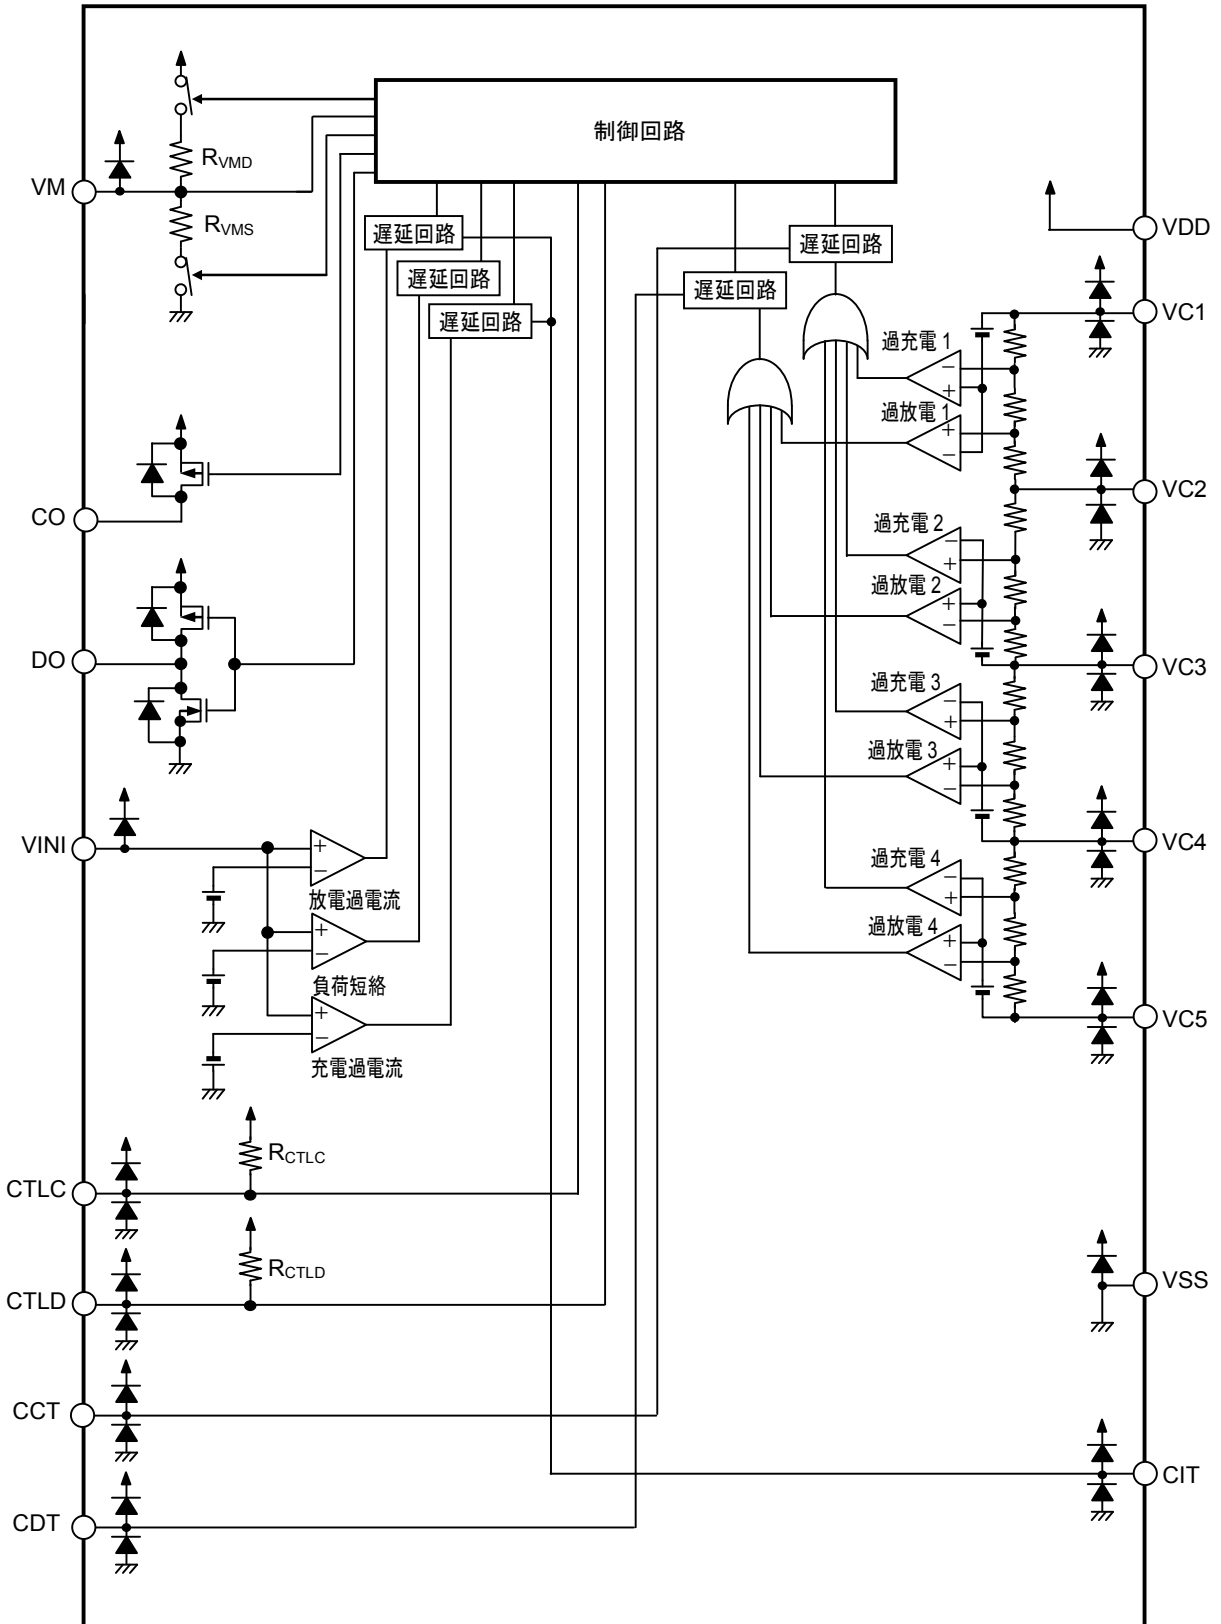 制御回路
RVMD
VM
RVMS
遅延回路
遅延回路
遅延回路
遅延回路
遅延回路
VDD
VC1
過充電 1
−
+
過放電 1
+
−
VC2
CO
過充電 2
−
+
過放電 2
+
−
DO
VC3
過充電 3
−
+
過放電 3
+
−
VINI
VC4
+
−
放電過電流
過充電 4
−
+
過放電 4
+
−
+
−
負荷短絡
VC5
+
−
充電過電流
RCTLC
CTLC
RCTLD
CTLD
VSS
CCT
CIT
CDT